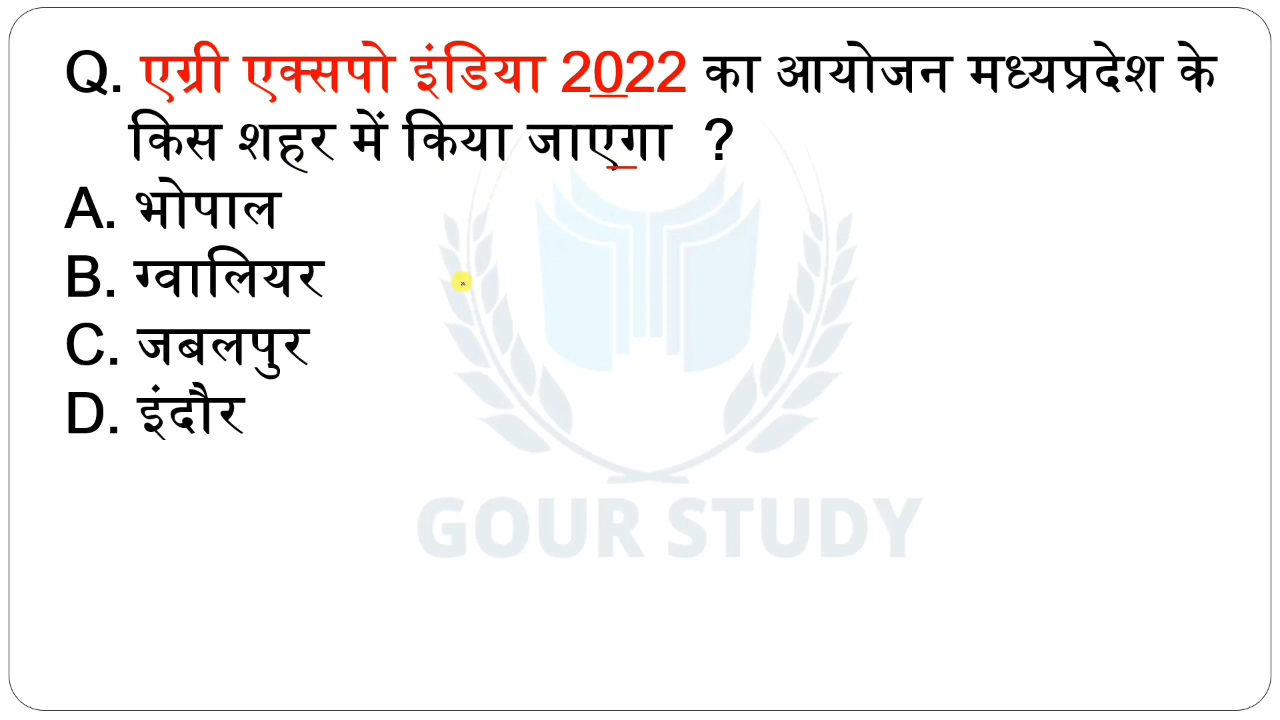 Q. एग्री एक्सपो इंडिया 2022 का आयोजन मध्यप्रदेश के
किस शहर में किया जाएगा ?
A. भोपाल
B. ग्वालियर
C. जबलपुर
D. इंदौर
GOUR STUDY